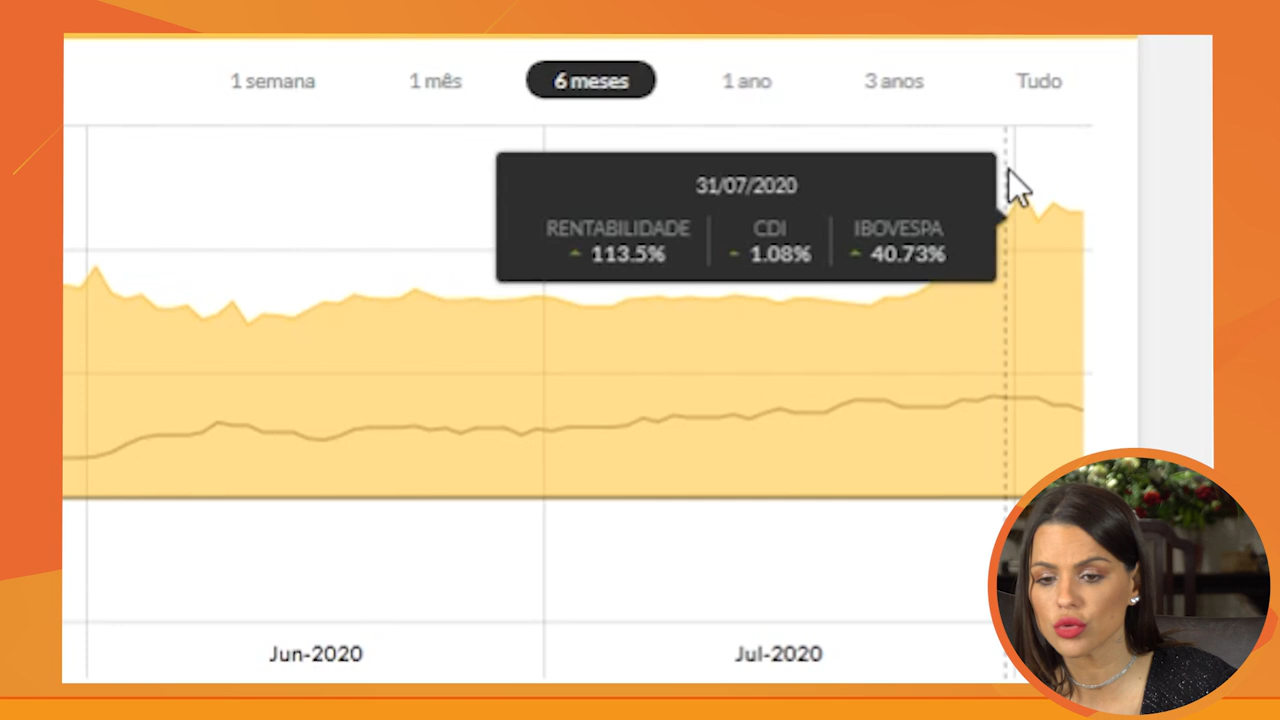 1 semana 1 mês 6 meses 1 ano 3 anos Tudo
31/07/2020
RENTABILIDADE CDI IBOVESPA
113.5% 1.08% 40.73%
Jun-2020 Jul-2020